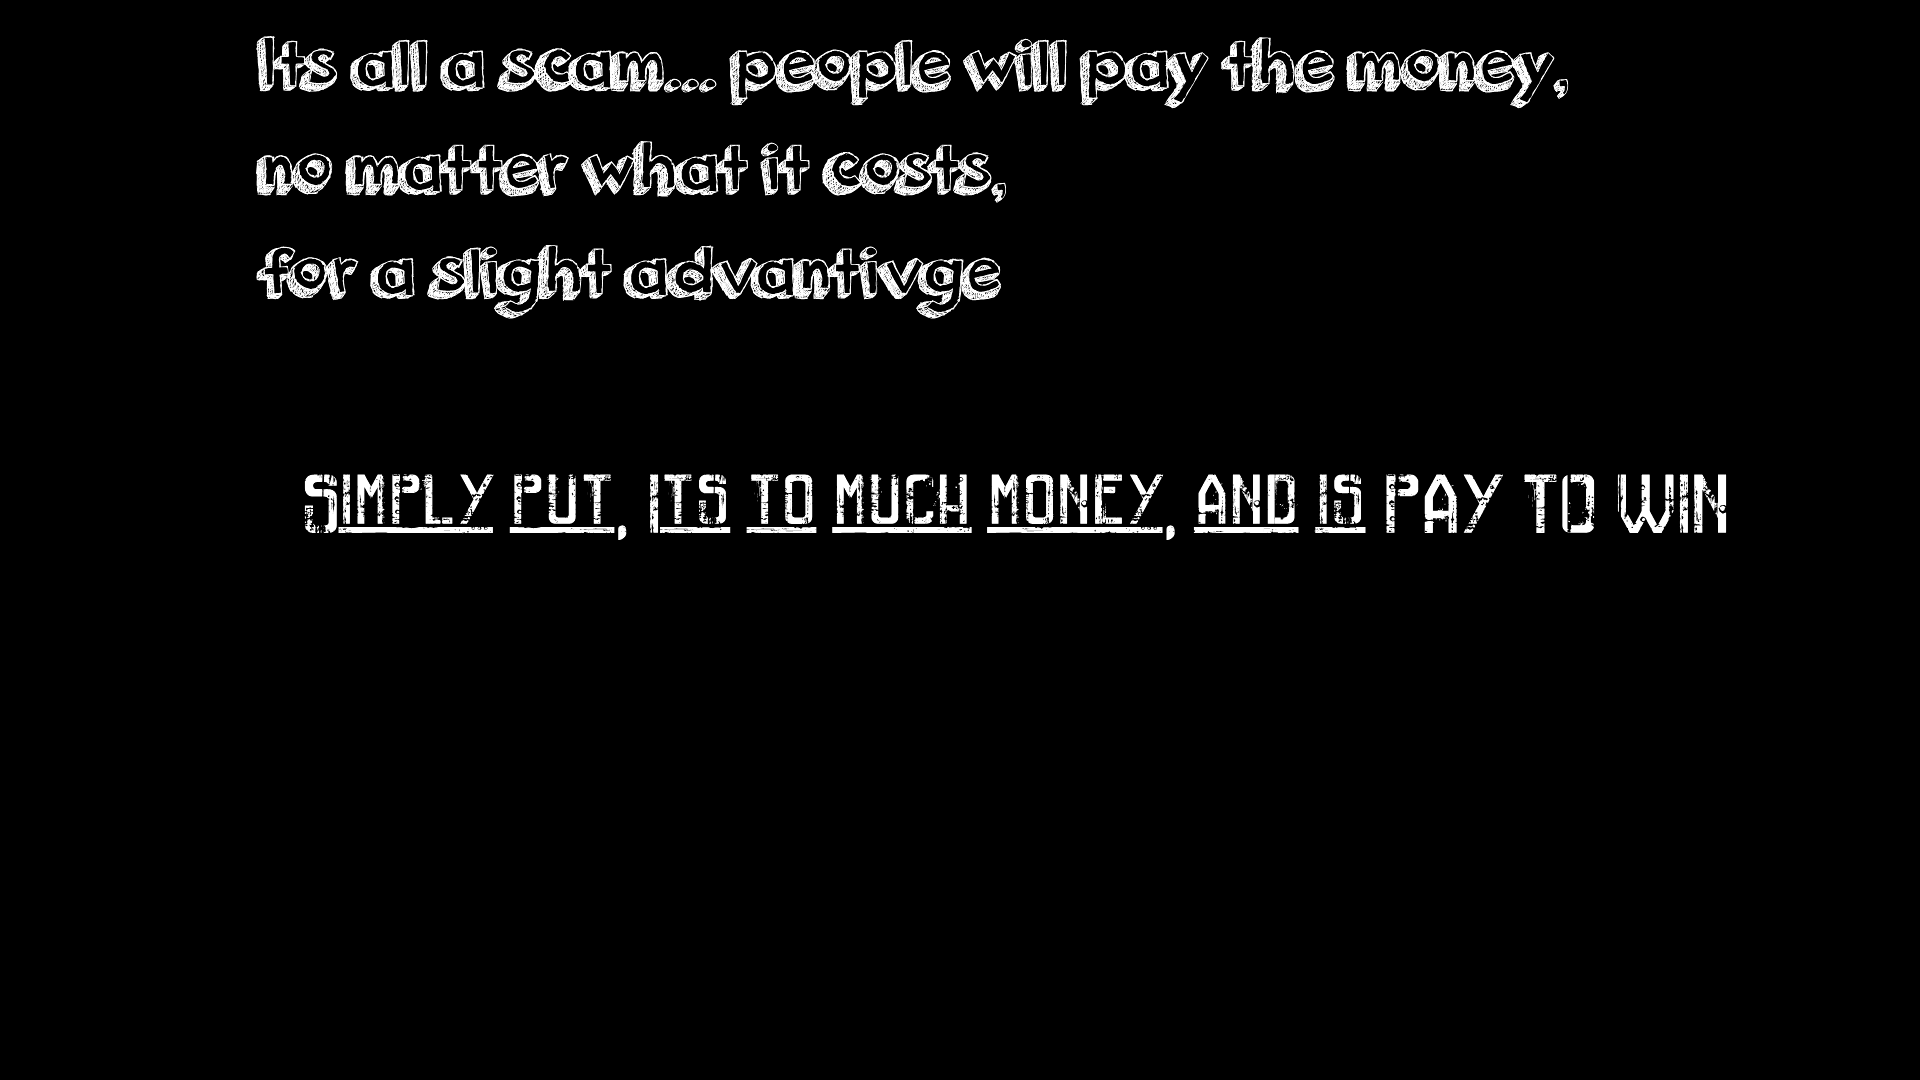 Its all a scam... people will pay the money,
no matter what it costs,
for a slight advantivge
SIMPLY PUT, ITS TO MUCH MONEY, AND IS PAY TO WIN